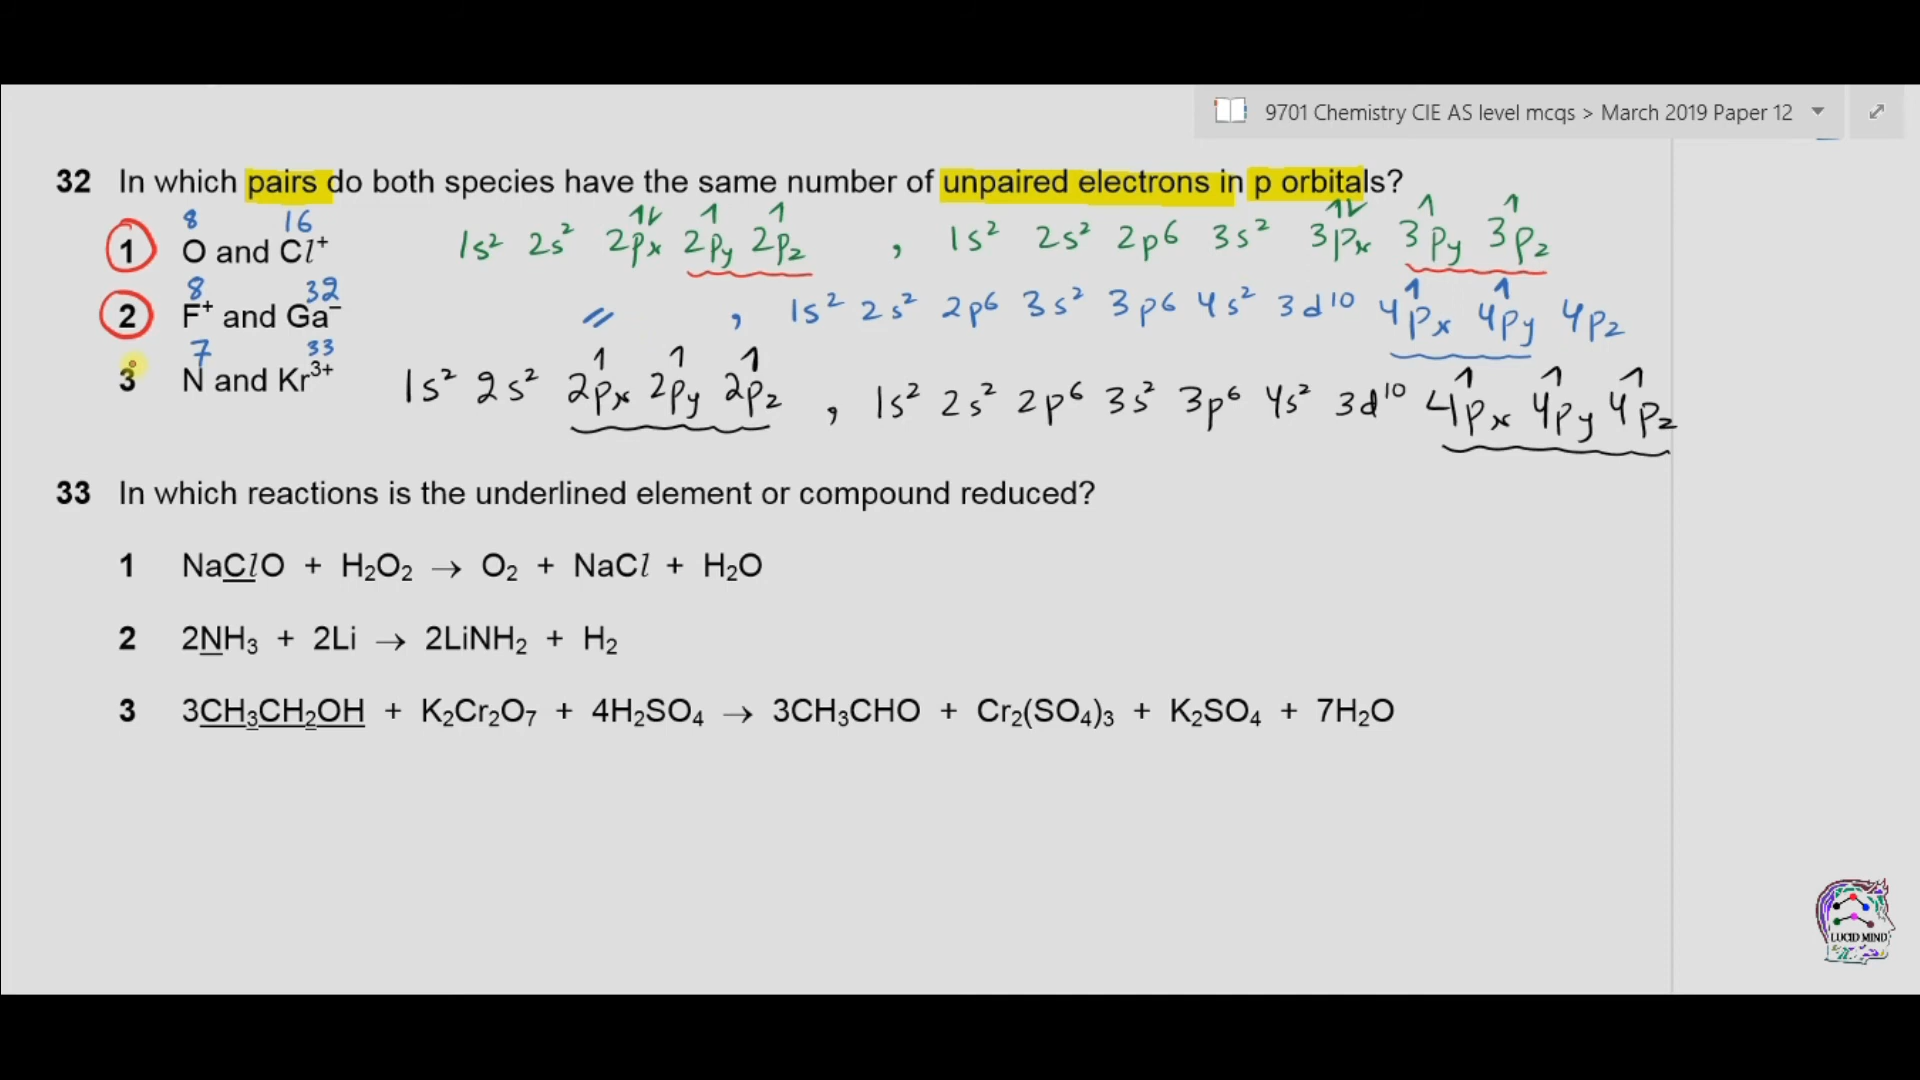 9701 Chemistry CIE AS level mcqs > March 2019 Paper 12
32 In which pairs do both species have the same number of unpaired electrons in p orbitals?
8 16
1 O and Cl⁺ 1s² 2s² 2pₓ 2py 2pz , 1s² 2s² 2p⁶ 3s² 3pₓ 3py 3pz
8 32
2 F⁺ and Ga⁻ 〃 , 1s² 2s² 2p⁶ 3s² 3p⁶ 4s² 3d¹⁰ 4pₓ 4py 4pz
7 33
3 N and Kr³⁺ 1s² 2s² 2pₓ 2py 2pz , 1s² 2s² 2p⁶ 3s² 3p⁶ 4s² 3d¹⁰ 4pₓ 4py 4pz
33 In which reactions is the underlined element or compound reduced?
1 NaClO + H₂O₂ → O₂ + NaCl + H₂O
2 2NH₃ + 2Li → 2LiNH₂ + H₂
3 3CH₃CH₂OH + K₂Cr₂O₇ + 4H₂SO₄ → 3CH₃CHO + Cr₂(SO₄)₃ + K₂SO₄ + 7H₂O
LUCID MIND